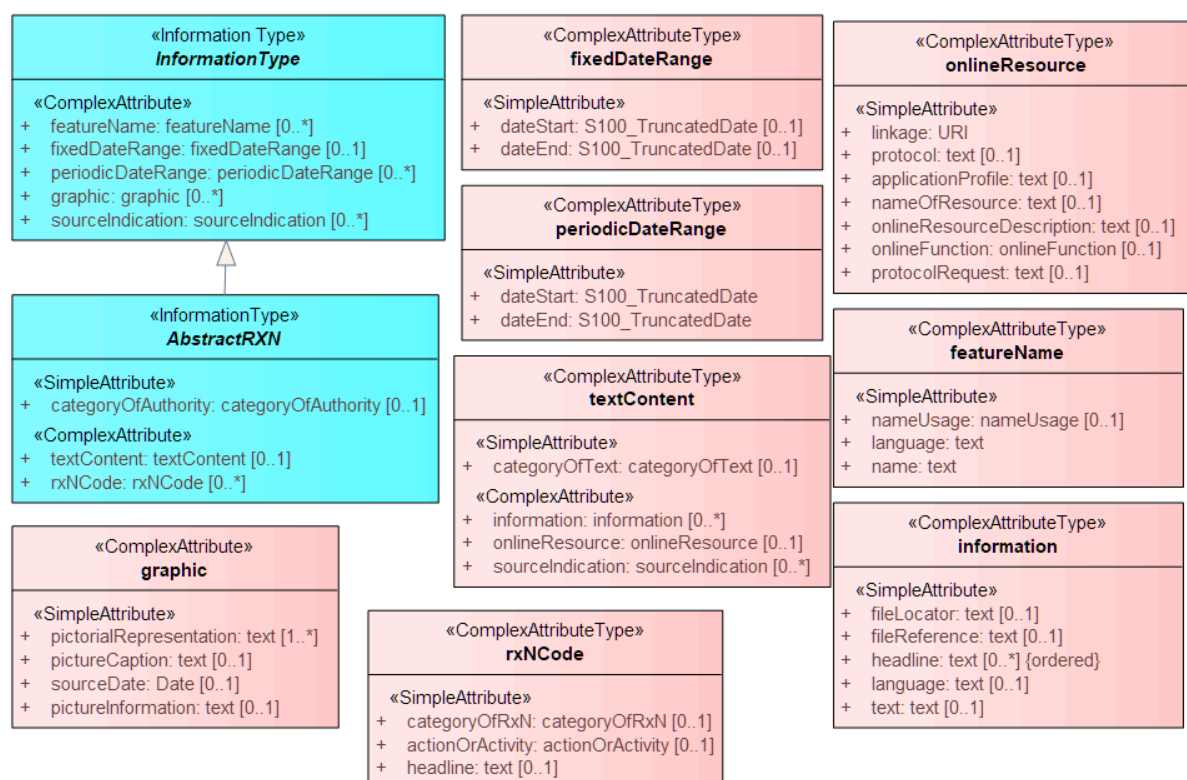 «Information Type»
InformationType
«ComplexAttribute»
+ featureName: featureName [0..*]
+ fixedDateRange: fixedDateRange [0..1]
+ periodicDateRange: periodicDateRange [0..*]
+ graphic: graphic [0..*]
+ sourceIndication: sourceIndication [0..*]
«InformationType»
AbstractRXN
«SimpleAttribute»
+ categoryOfAuthority: categoryOfAuthority [0..1]
«ComplexAttribute»
+ textContent: textContent [0..1]
+ rxNCode: rxNCode [0..*]
«ComplexAttribute»
graphic
«SimpleAttribute»
+ pictorialRepresentation: text [1..*]
+ pictureCaption: text [0..1]
+ sourceDate: Date [0..1]
+ pictureInformation: text [0..1]
«ComplexAttributeType»
fixedDateRange
«SimpleAttribute»
+ dateStart: S100_TruncatedDate [0..1]
+ dateEnd: S100_TruncatedDate [0..1]
«ComplexAttributeType»
periodicDateRange
«SimpleAttribute»
+ dateStart: S100_TruncatedDate
+ dateEnd: S100_TruncatedDate
«ComplexAttributeType»
textContent
«SimpleAttribute»
+ categoryOfText: categoryOfText [0..1]
«ComplexAttribute»
+ information: information [0..*]
+ onlineResource: onlineResource [0..1]
+ sourceIndication: sourceIndication [0..*]
«ComplexAttributeType»
rxNCode
«SimpleAttribute»
+ categoryOfRxN: categoryOfRxN [0..1]
+ actionOrActivity: actionOrActivity [0..1]
+ headline: text [0..1]
«ComplexAttributeType»
onlineResource
«SimpleAttribute»
+ linkage: URI
+ protocol: text [0..1]
+ applicationProfile: text [0..1]
+ nameOfResource: text [0..1]
+ onlineResourceDescription: text [0..1]
+ onlineFunction: onlineFunction [0..1]
+ protocolRequest: text [0..1]
«ComplexAttributeType»
featureName
«SimpleAttribute»
+ nameUsage: nameUsage [0..1]
+ language: text
+ name: text
«ComplexAttributeType»
information
«SimpleAttribute»
+ fileLocator: text [0..1]
+ fileReference: text [0..1]
+ headline: text [0..*] {ordered}
+ language: text [0..1]
+ text: text [0..1]